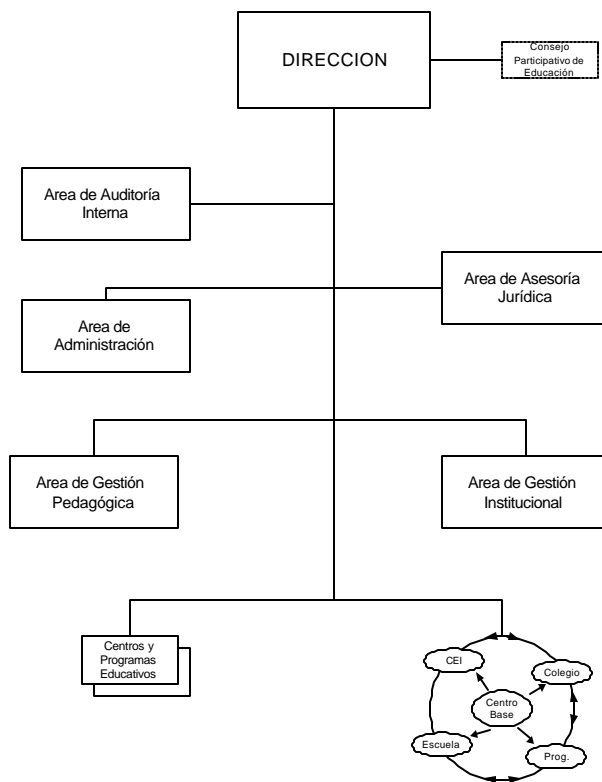 DIRECCION
Consejo
Participativo de
Educación
Area de Auditoría
Interna
Area de Asesoría
Jurídica
Area de
Administración
Area de Gestión
Pedagógica
Area de Gestión
Institucional
Centros y
Programas
Educativos
CEI
Colegio
Centro
Base
Escuela
Prog.